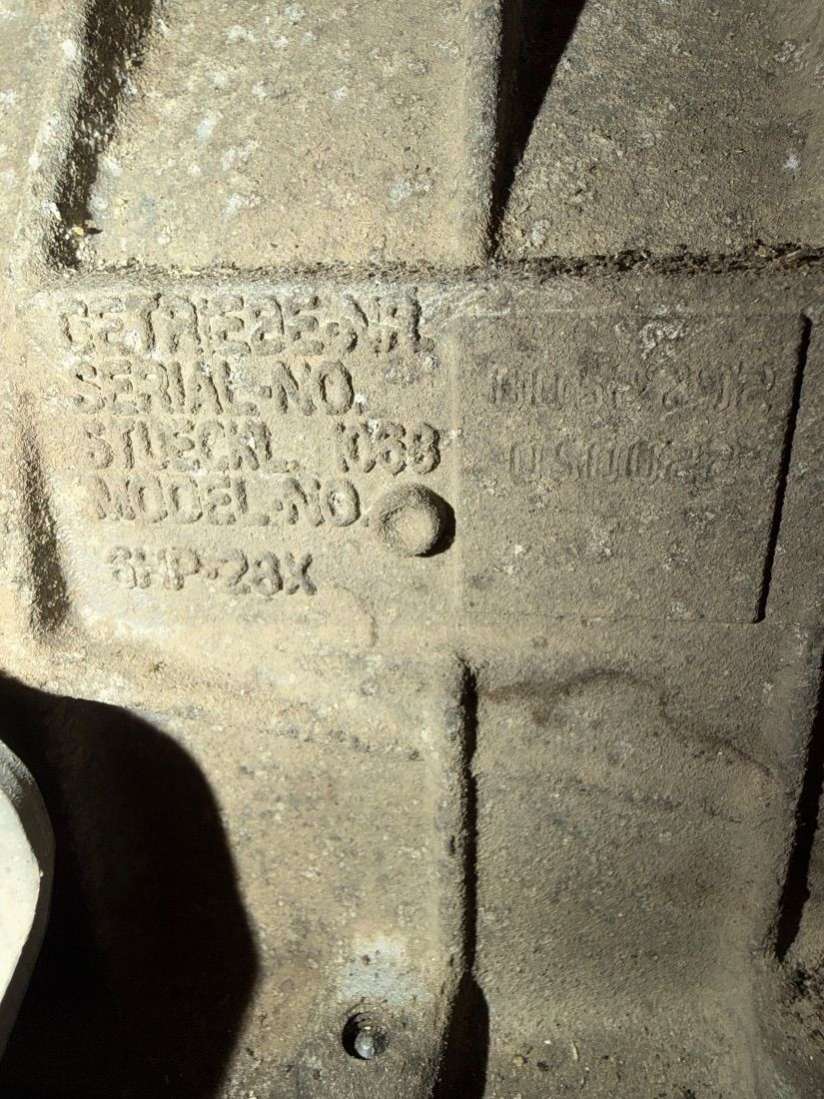 GETRIEBE-NR.
SERIAL-NO.
STUECKL. 1068
MODEL-NO.
6HP-28X